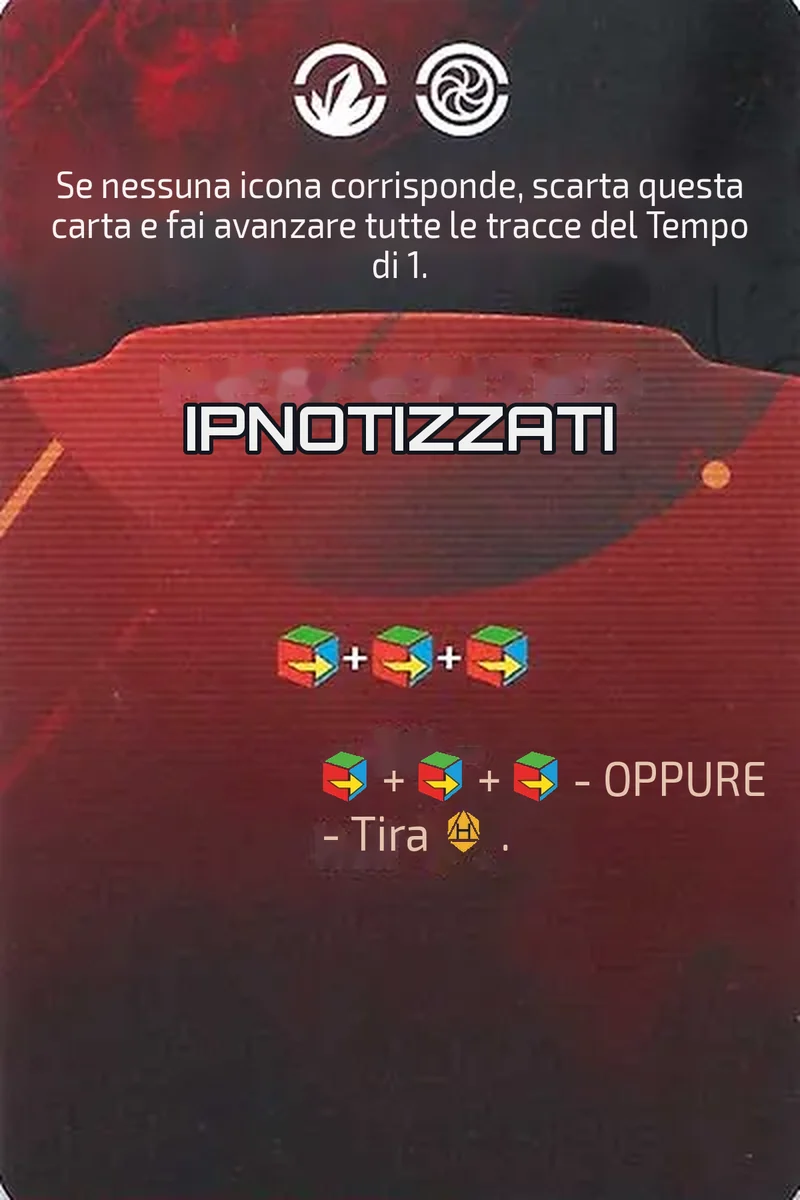 Se nessuna icona corrisponde, scarta questa
carta e fai avanzare tutte le tracce del Tempo
di 1.
IPNOTIZZATI
+ +
+ + - OPPURE
- Tira H .